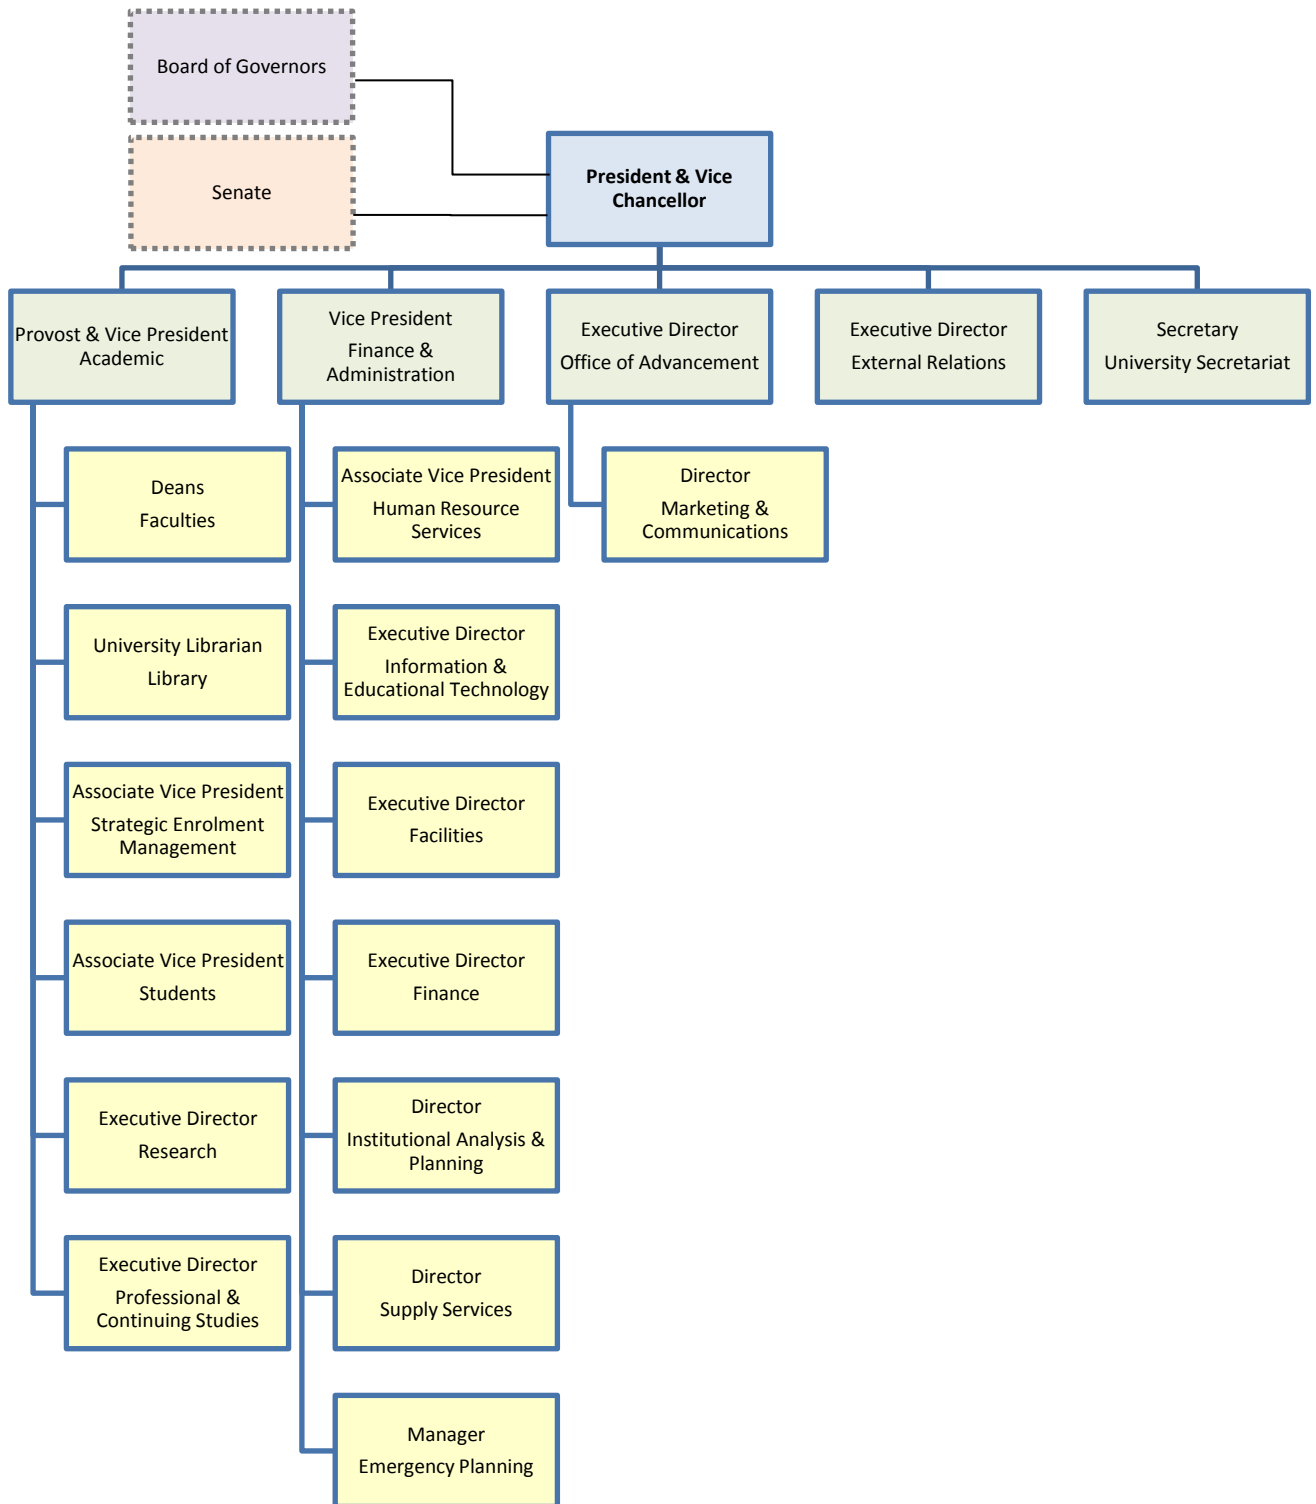 Board of Governors
Senate
President & Vice
Chancellor
Provost & Vice President
Academic
Vice President
Finance &
Administration
Executive Director
Office of Advancement
Executive Director
External Relations
Secretary
University Secretariat
Deans
Faculties
Associate Vice President
Human Resource
Services
Director
Marketing &
Communications
University Librarian
Library
Executive Director
Information &
Educational Technology
Associate Vice President
Strategic Enrolment
Management
Executive Director
Facilities
Associate Vice President
Students
Executive Director
Finance
Executive Director
Research
Director
Institutional Analysis &
Planning
Executive Director
Professional &
Continuing Studies
Director
Supply Services
Manager
Emergency Planning